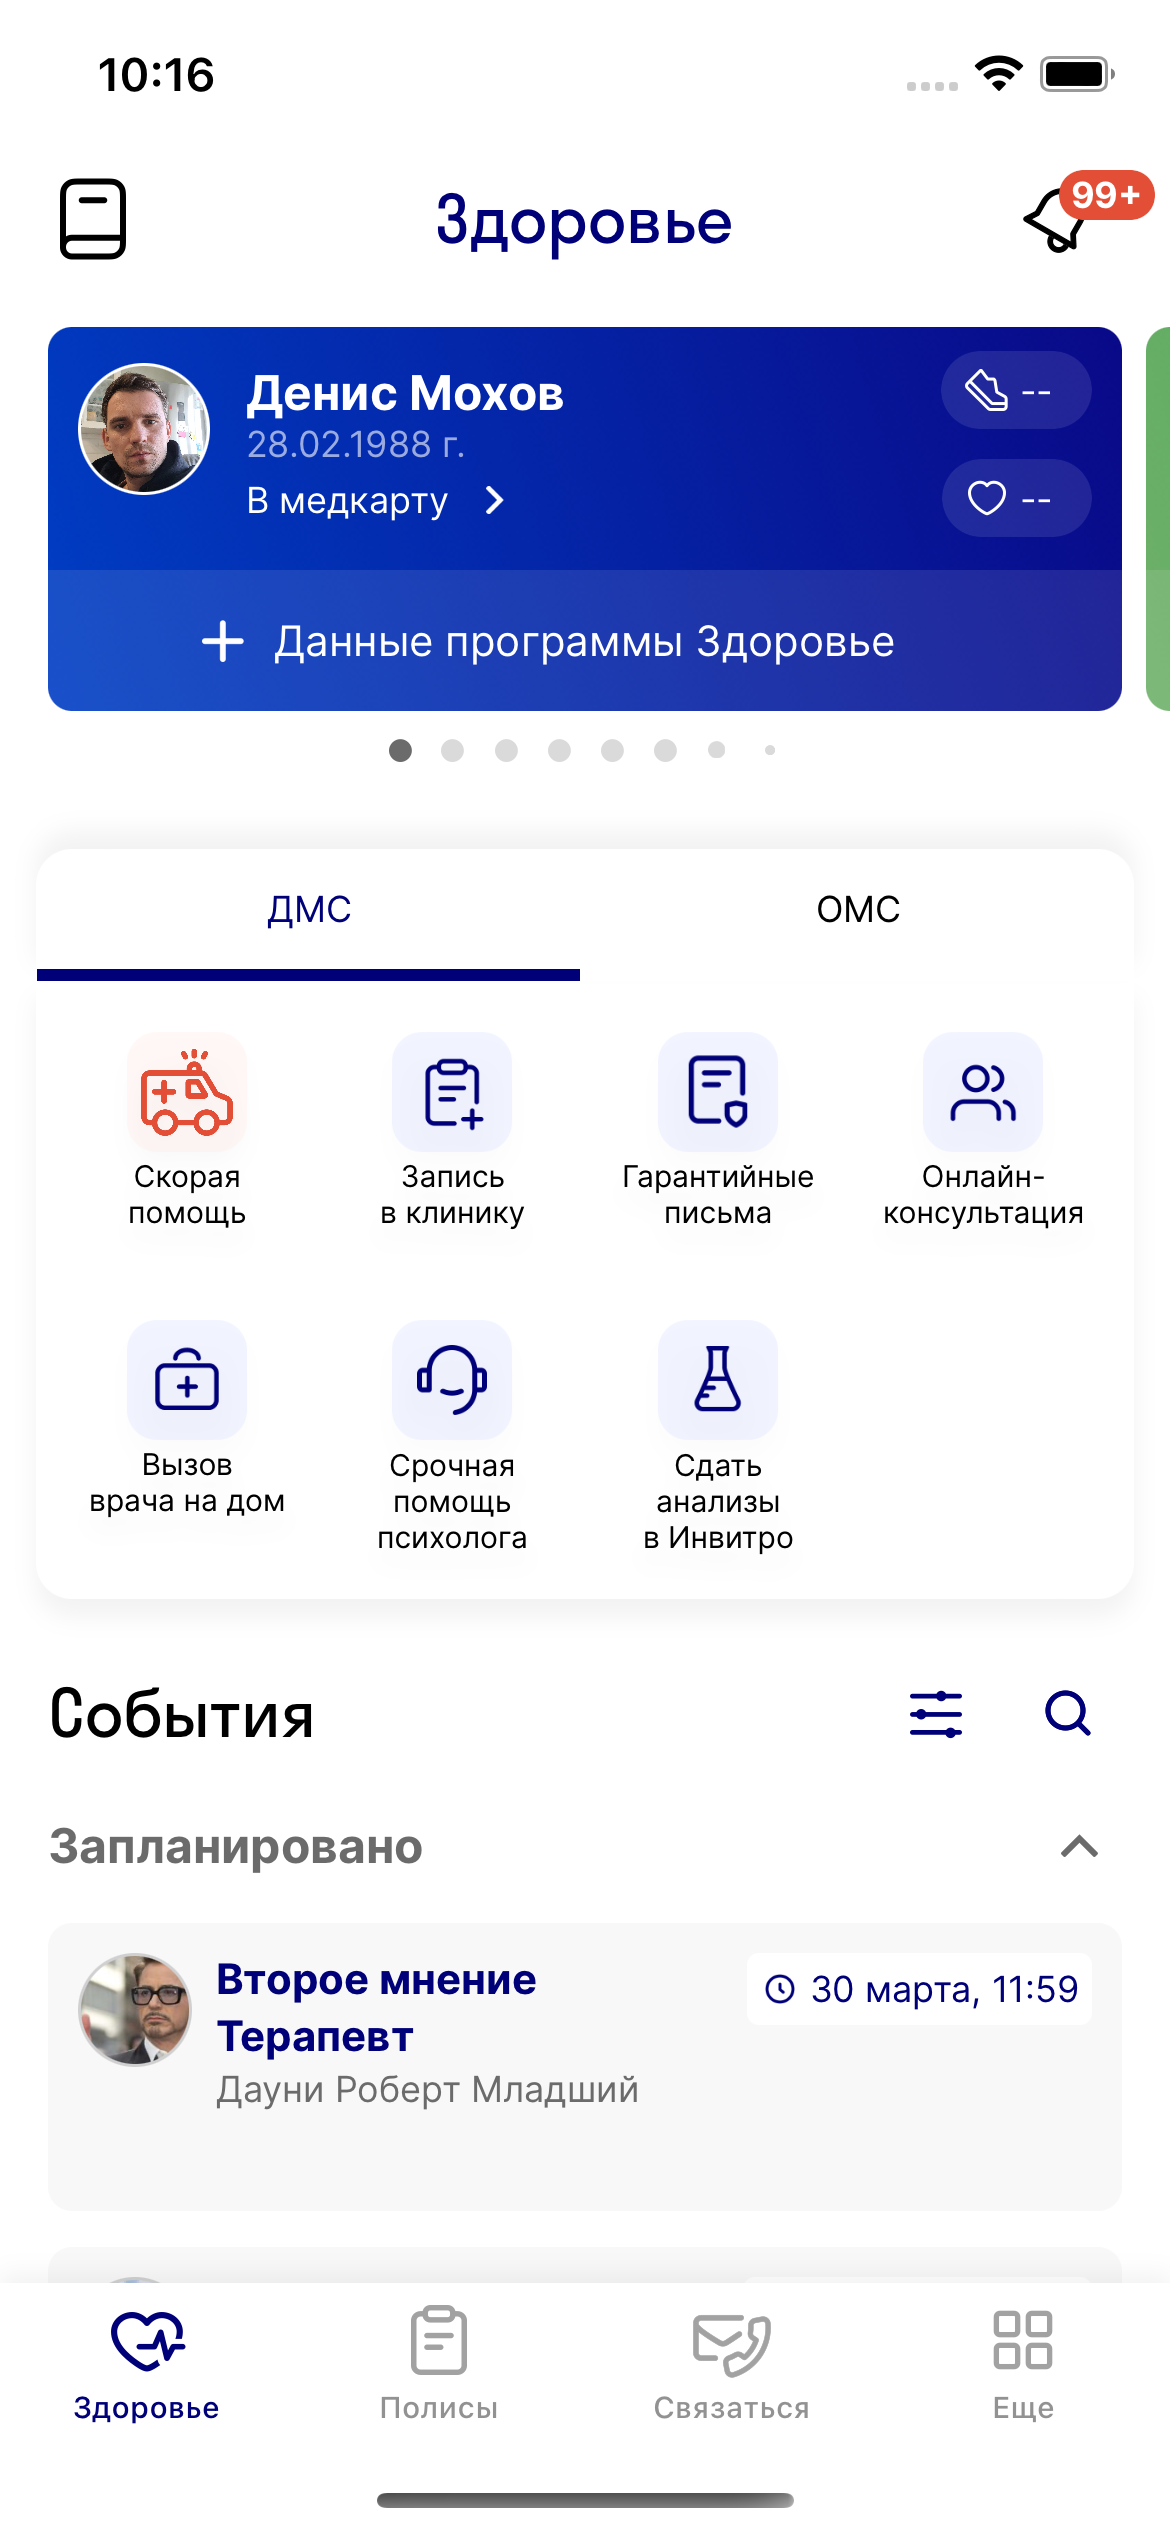 10:16
Здоровье
99+
Денис Мохов
28.02.1988 г.
В медкарту
--
--
Данные программы Здоровье
ДМС
ОМС
Скорая
помощь
Запись
в клинику
Гарантийные
письма
Онлайн-
консультация
Вызов
врача на дом
Срочная
помощь
психолога
Сдать
анализы
в Инвитро
События
Запланировано
Второе мнение
Терапевт
Дауни Роберт Младший
30 марта, 11:59
Здоровье
Полисы
Связаться
Еще